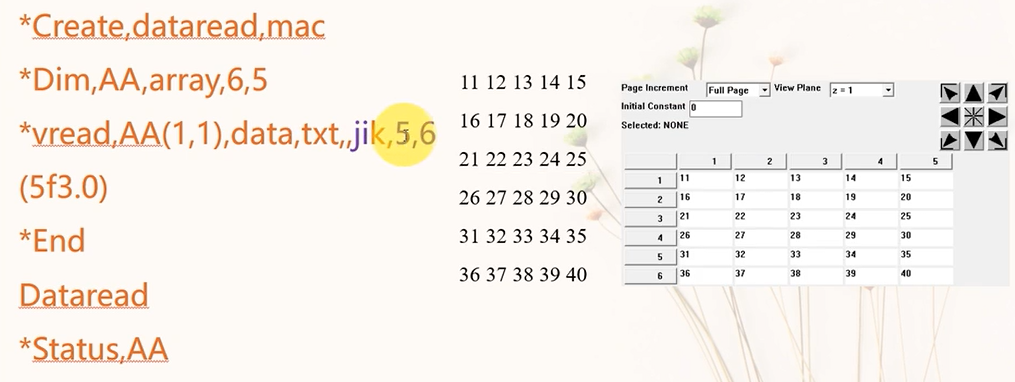 *Create,dataread,mac
*Dim,AA,array,6,5
*vread,AA(1,1),data,txt,,jik,5,6
(5f3.0)
*End
Dataread
*Status,AA
11 12 13 14 15
16 17 18 19 20
21 22 23 24 25
26 27 28 29 30
31 32 33 34 35
36 37 38 39 40
Page Increment Full Page View Plane z = 1
Initial Constant 0
Selected: NONE
1 2 3 4 5
1 11 12 13 14 15
2 16 17 18 19 20
3 21 22 23 24 25
4 26 27 28 29 30
5 31 32 33 34 35
6 36 37 38 39 40